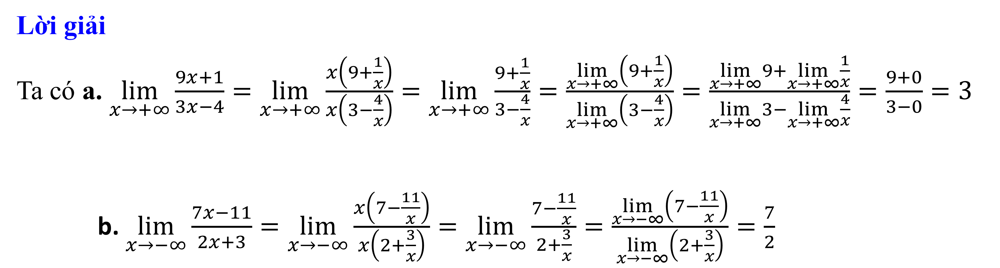 Lời giải
Ta có a. $\lim\limits_{x \to +\infty} \frac{9x+1}{3x-4} = \lim\limits_{x \to +\infty} \frac{x\left(9+\frac{1}{x}\right)}{x\left(3-\frac{4}{x}\right)} = \lim\limits_{x \to +\infty} \frac{9+\frac{1}{x}}{3-\frac{4}{x}} = \frac{\lim\limits_{x \to +\infty}\left(9+\frac{1}{x}\right)}{\lim\limits_{x \to +\infty}\left(3-\frac{4}{x}\right)} = \frac{\lim\limits_{x \to +\infty} 9+\lim\limits_{x \to +\infty}\frac{1}{x}}{\lim\limits_{x \to +\infty} 3-\lim\limits_{x \to +\infty}\frac{4}{x}} = \frac{9+0}{3-0} = 3$
b. $\lim\limits_{x \to -\infty} \frac{7x-11}{2x+3} = \lim\limits_{x \to -\infty} \frac{x\left(7-\frac{11}{x}\right)}{x\left(2+\frac{3}{x}\right)} = \lim\limits_{x \to -\infty} \frac{7-\frac{11}{x}}{2+\frac{3}{x}} = \frac{\lim\limits_{x \to -\infty}\left(7-\frac{11}{x}\right)}{\lim\limits_{x \to -\infty}\left(2+\frac{3}{x}\right)} = \frac{7}{2}$